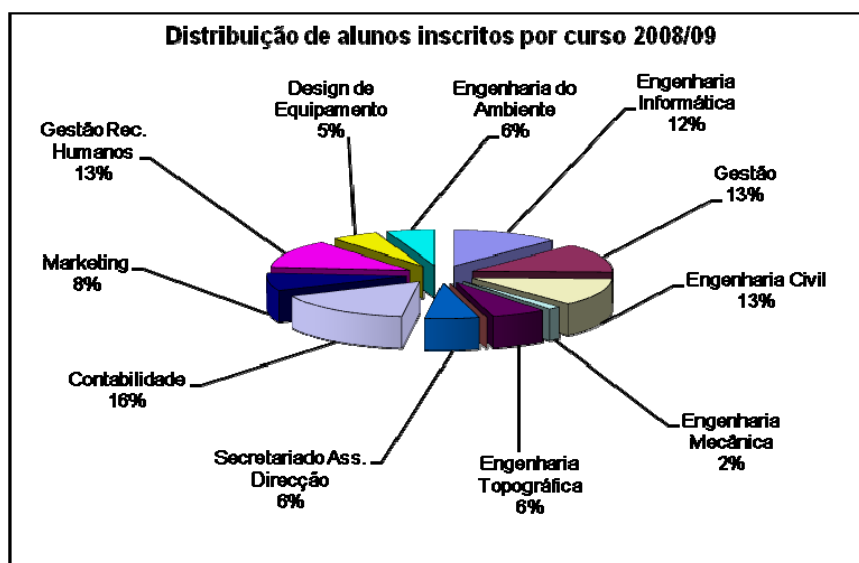 Distribuição de alunos inscritos por curso 2008/09
Engenharia
Informática
12%
Gestão
13%
Engenharia Civil
13%
Engenharia
Mecânica
2%
Engenharia
Topográfica
6%
Secretariado Ass.
Direcção
6%
Contabilidade
16%
Marketing
8%
Gestão Rec.
Humanos
13%
Design de
Equipamento
5%
Engenharia do
Ambiente
6%